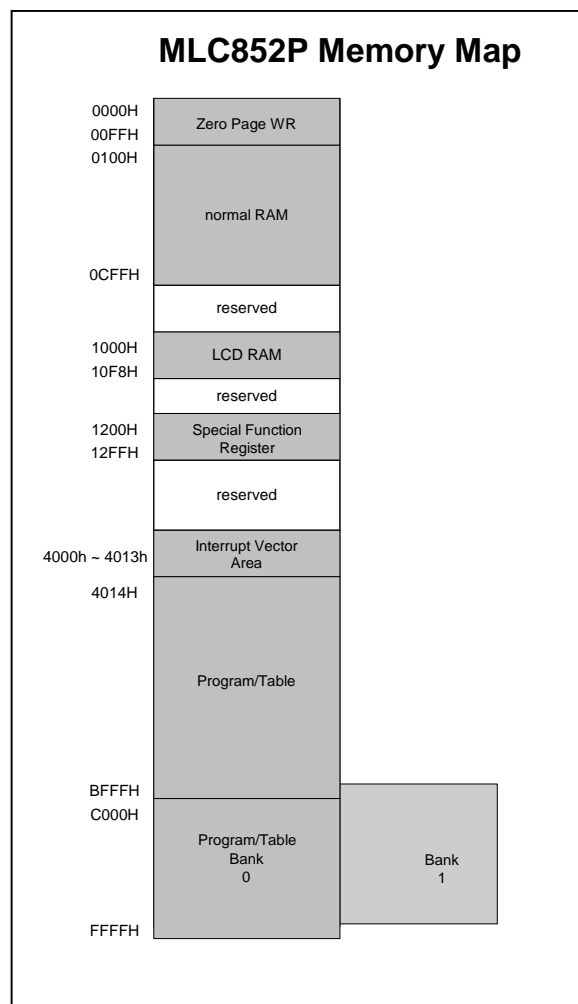 MLC852P Memory Map
0000H
Zero Page WR
00FFH
0100H
normal RAM
0CFFH
reserved
1000H
LCD RAM
10F8H
reserved
1200H
Special Function
Register
12FFH
reserved
4000h ~ 4013h
Interrupt Vector
Area
4014H
Program/Table
BFFFH
C000H
Program/Table
Bank
0
Bank
1
FFFFH